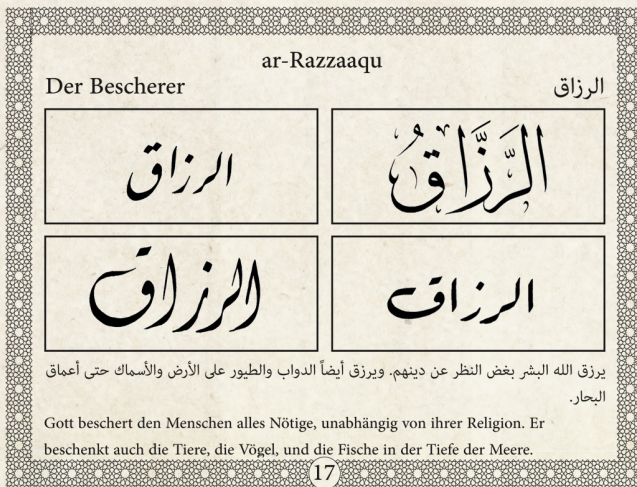 ar-Razzaaqu
Der Bescherer الرزاق
الرزاق الرَّزَّاقُ
الرزاق الرزاق
يرزق الله البشر بغض النظر عن دينهم. ويرزق أيضاً الدواب والطيور على الأرض والأسماك حتى أعماق
البحار.
Gott beschert den Menschen alles Nötige, unabhängig von ihrer Religion. Er
beschenkt auch die Tiere, die Vögel, und die Fische in der Tiefe der Meere.
17